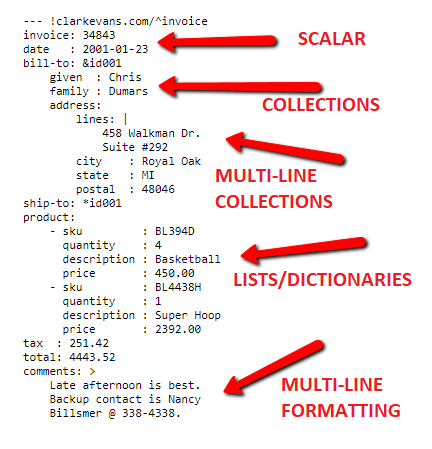 --- !clarkevans.com/^invoice
invoice: 34843
date   : 2001-01-23
SCALAR
bill-to: &id001
    given  : Chris
    family : Dumars
COLLECTIONS
    address:
        lines: |
            458 Walkman Dr.
            Suite #292
        city    : Royal Oak
        state   : MI
        postal  : 48046
MULTI-LINE
COLLECTIONS
ship-to: *id001
product:
    - sku         : BL394D
      quantity    : 4
      description : Basketball
      price       : 450.00
LISTS/DICTIONARIES
    - sku         : BL4438H
      quantity    : 1
      description : Super Hoop
      price       : 2392.00
tax  : 251.42
total: 4443.52
comments: >
    Late afternoon is best.
    Backup contact is Nancy
    Billsmer @ 338-4338.
MULTI-LINE
FORMATTING